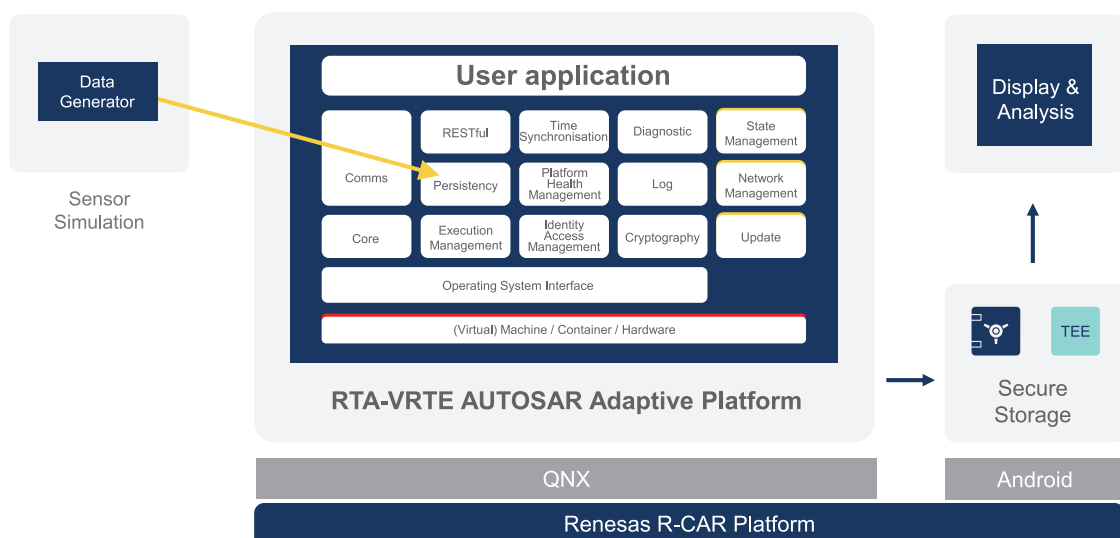 Data
Generator
Sensor
Simulation
User application
Comms
RESTful
Time
Synchronisation
Diagnostic
State
Management
Persistency
Platform
Health
Management
Log
Network
Management
Core
Execution
Management
Identity
Access
Management
Cryptography
Update
Operating System Interface
(Virtual) Machine / Container / Hardware
RTA-VRTE AUTOSAR Adaptive Platform
Display &
Analysis
TEE
Secure
Storage
QNX
Android
Renesas R-CAR Platform